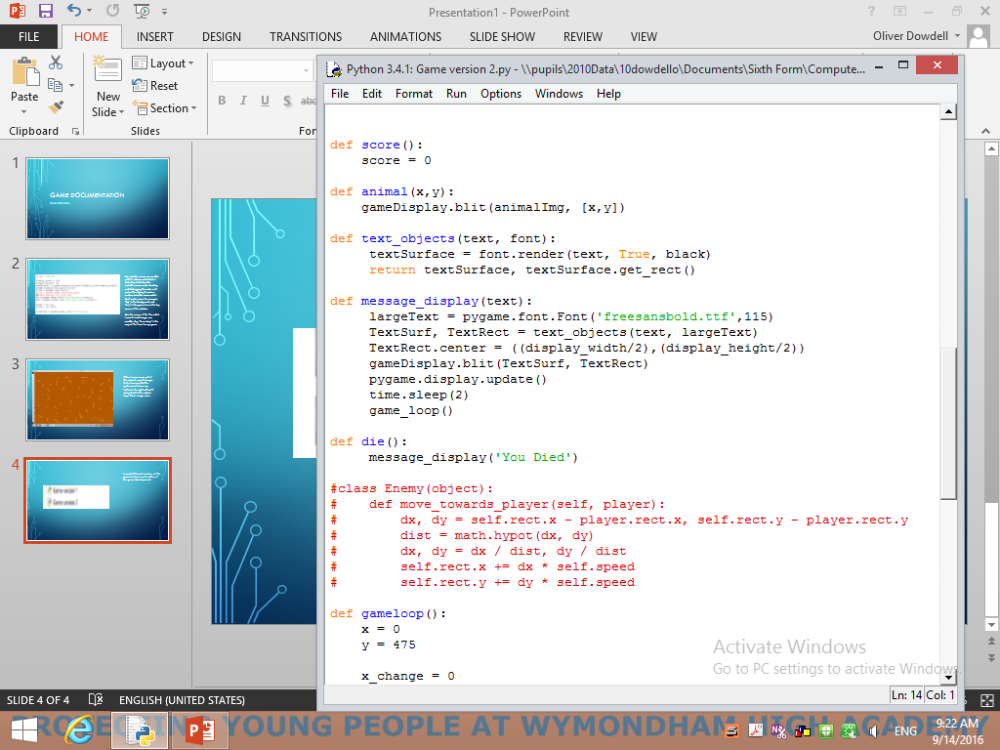 Presentation1 - PowerPoint
FILE HOME INSERT DESIGN TRANSITIONS ANIMATIONS SLIDE SHOW REVIEW VIEW Oliver Dowdell
Paste
New Slide
Layout
Reset
Section
B I U S abc
Clipboard Slides
Python 3.4.1: Game version 2.py - \\pupils\2010Data\10dowdello\Documents\Sixth Form\Compute...
File Edit Format Run Options Windows Help
def score():
    score = 0
def animal(x,y):
    gameDisplay.blit(animalImg, [x,y])
def text_objects(text, font):
     textSurface = font.render(text, True, black)
     return textSurface, textSurface.get_rect()
def message_display(text):
     largeText = pygame.font.Font('freesansbold.ttf',115)
     TextSurf, TextRect = text_objects(text, largeText)
     TextRect.center = ((display_width/2),(display_height/2))
     gameDisplay.blit(TextSurf, TextRect)
     pygame.display.update()
     time.sleep(2)
     game_loop()
def die():
     message_display('You Died')
#class Enemy(object):
#    def move_towards_player(self, player):
#        dx, dy = self.rect.x - player.rect.x, self.rect.y - player.rect.y
#        dist = math.hypot(dx, dy)
#        dx, dy = dx / dist, dy / dist
#        self.rect.x += dx * self.speed
#        self.rect.y += dy * self.speed
def gameloop():
    x = 0
    y = 475
    x_change = 0
Ln: 14 Col: 1
1
GAME DOCUMENTATION
2
3
4
Activate Windows
Go to PC settings to activate Windows.
SLIDE 4 OF 4 ENGLISH (UNITED STATES)
PROTECTING YOUNG PEOPLE AT WYMONDHAM HIGH ACADEMY
ENG
9:22 AM
9/14/2016